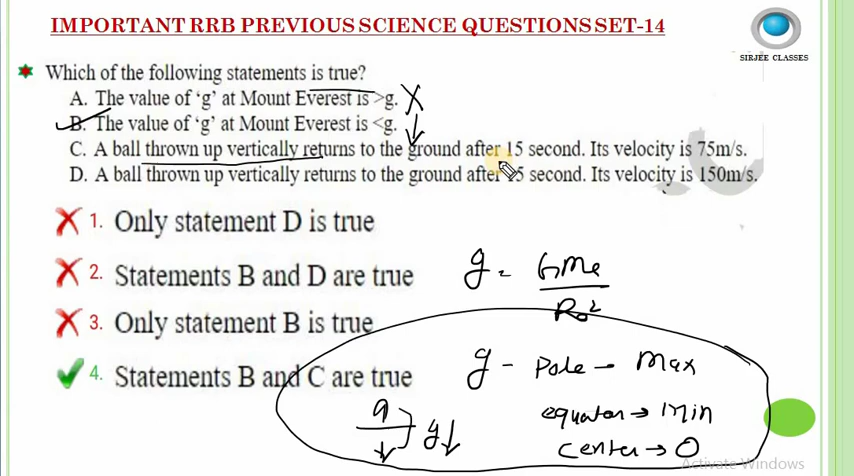 IMPORTANT RRB PREVIOUS SCIENCE QUESTIONS SET-14
SIRJEE CLASSES
Which of the following statements is true?
A. The value of 'g' at Mount Everest is >g.
B. The value of 'g' at Mount Everest is <g.
C. A ball thrown up vertically returns to the ground after 15 second. Its velocity is 75m/s.
D. A ball thrown up vertically returns to the ground after 15 second. Its velocity is 150m/s.
1. Only statement D is true
2. Statements B and D are true
3. Only statement B is true
4. Statements B and C are true
g = GMe
Re²
g - Pole - Max
equator → Min
center → 0
g↓
Activate Windows